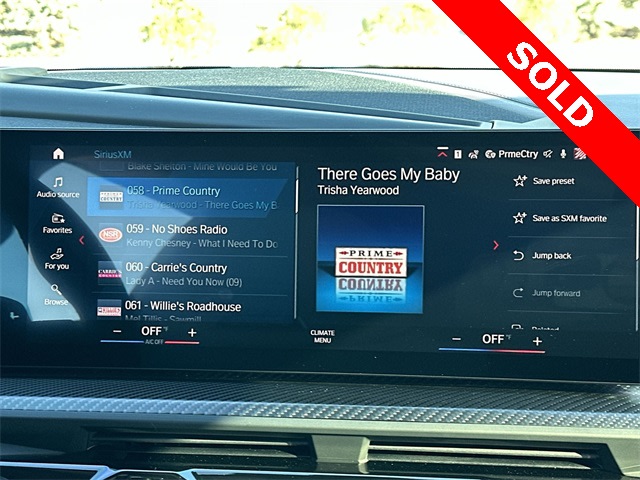 SOLD
SiriusXM
1 PrmeCtry
Audio source
Favorites
For you
Browse
Blake Shelton - Mine Would Be You
058 - Prime Country
Trisha Yearwood - There Goes My B
059 - No Shoes Radio
Kenny Chesney - What I Need To Do
060 - Carrie's Country
Lady A - Need You Now (09)
061 - Willie's Roadhouse
Mel Tillis - Sawmill
There Goes My Baby
Trisha Yearwood
PRIME
COUNTRY
Save preset
Save as SXM favorite
Jump back
Jump forward
Related
- OFF °F +
A/C OFF
CLIMATE
MENU
- OFF °F +